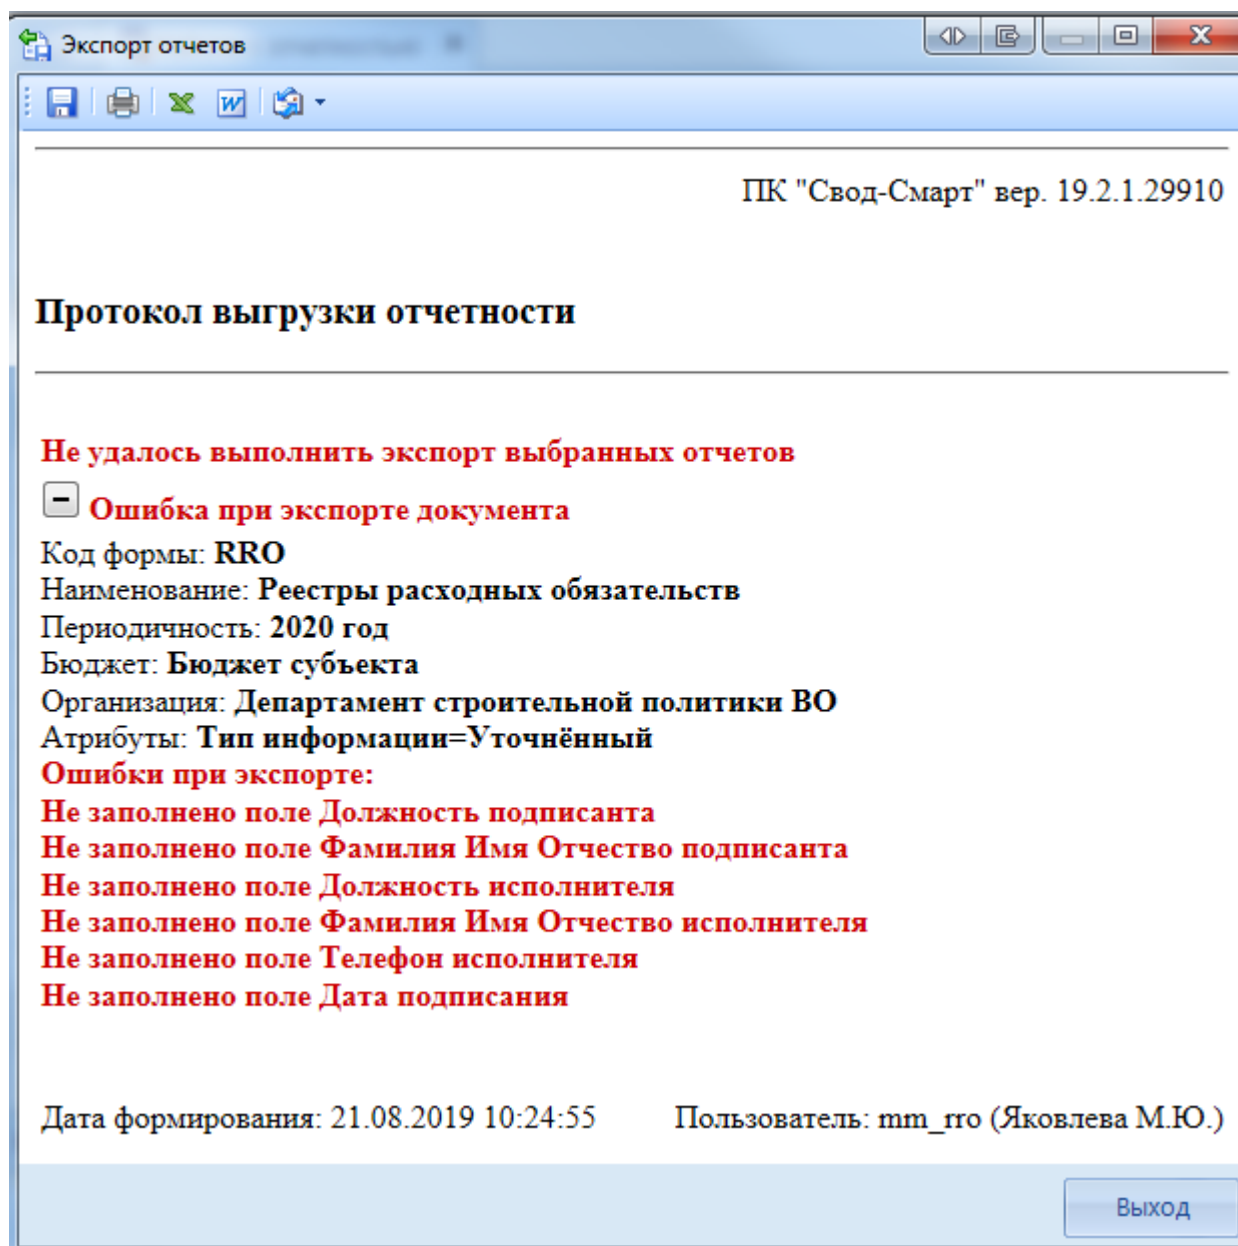 Экспорт отчетов
ПК "Свод-Смарт" вер. 19.2.1.29910
Протокол выгрузки отчетности
Не удалось выполнить экспорт выбранных отчетов
Ошибка при экспорте документа
Код формы: RRO
Наименование: Реестры расходных обязательств
Периодичность: 2020 год
Бюджет: Бюджет субъекта
Организация: Департамент строительной политики ВО
Атрибуты: Тип информации=Уточнённый
Ошибки при экспорте:
Не заполнено поле Должность подписанта
Не заполнено поле Фамилия Имя Отчество подписанта
Не заполнено поле Должность исполнителя
Не заполнено поле Фамилия Имя Отчество исполнителя
Не заполнено поле Телефон исполнителя
Не заполнено поле Дата подписания
Дата формирования: 21.08.2019 10:24:55 Пользователь: mm_rro (Яковлева М.Ю.)
Выход